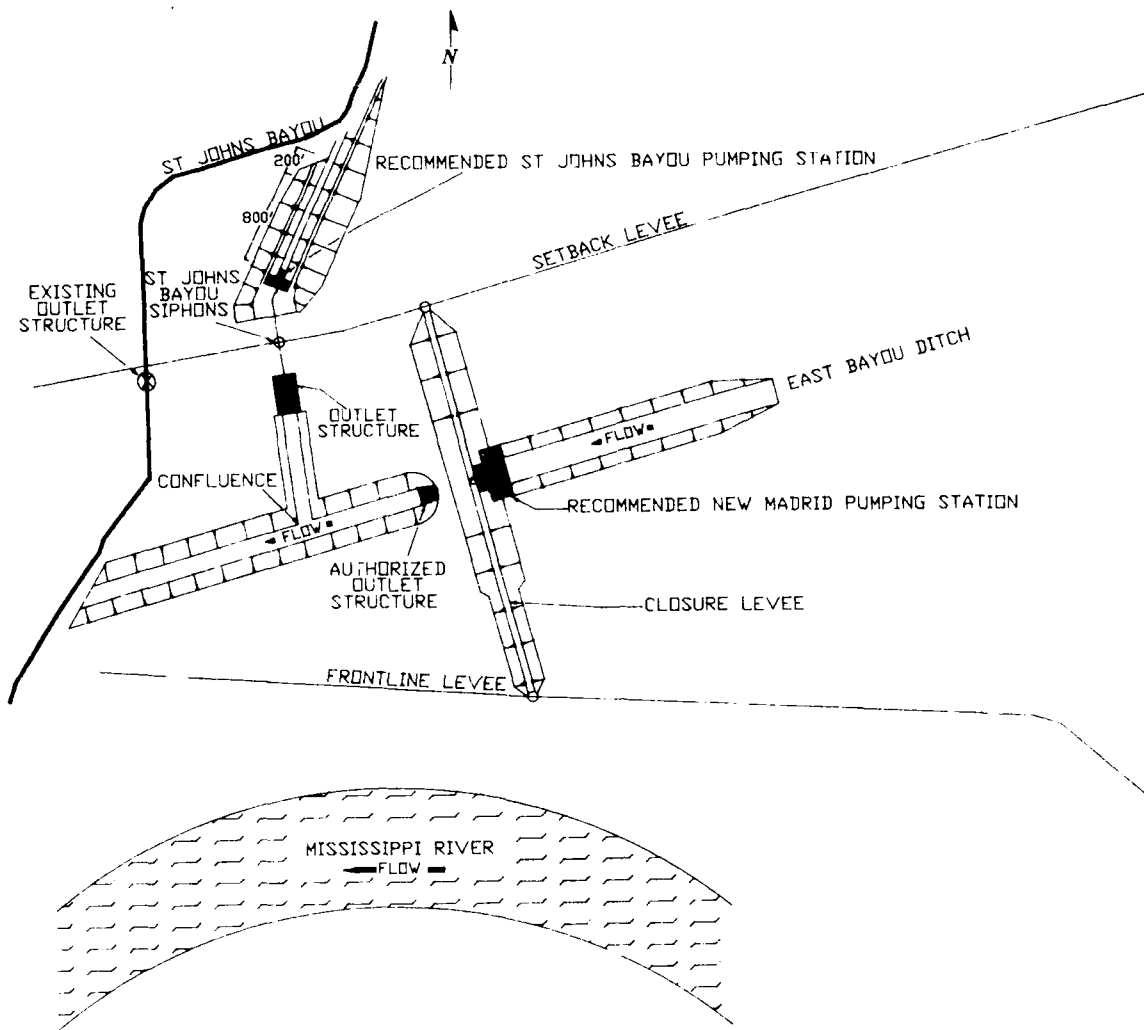 N
ST JOHNS BAYOU
200'
RECOMMENDED ST JOHNS BAYOU PUMPING STATION
800'
SETBACK LEVEE
ST JOHNS
BAYOU
SIPHONS
EXISTING
OUTLET
STRUCTURE
EAST BAYOU DITCH
OUTLET
STRUCTURE
FLOW
CONFLUENCE
RECOMMENDED NEW MADRID PUMPING STATION
FLOW
AUTHORIZED
OUTLET
STRUCTURE
CLOSURE LEVEE
FRONTLINE LEVEE
MISSISSIPPI RIVER
FLOW